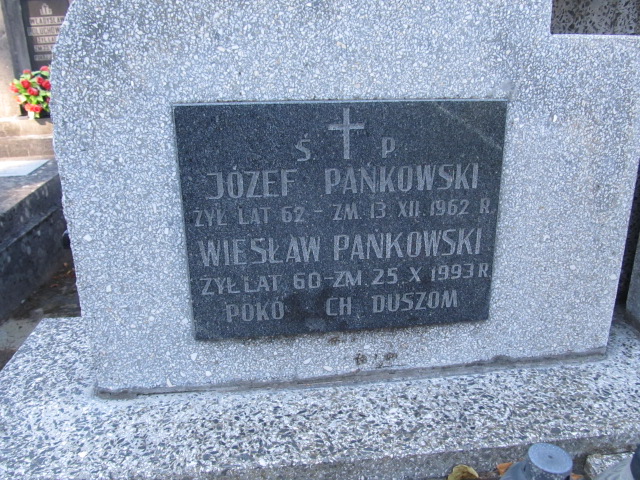 Ś P
JÓZEF PAŃKOWSKI
ŻYŁ LAT 62 - ZM. 13 XII. 1962 R.
WIESŁAW PAŃKOWSKI
ŻYŁ LAT 60 - ZM. 25 X 1993 R
POKO CH DUSZOM